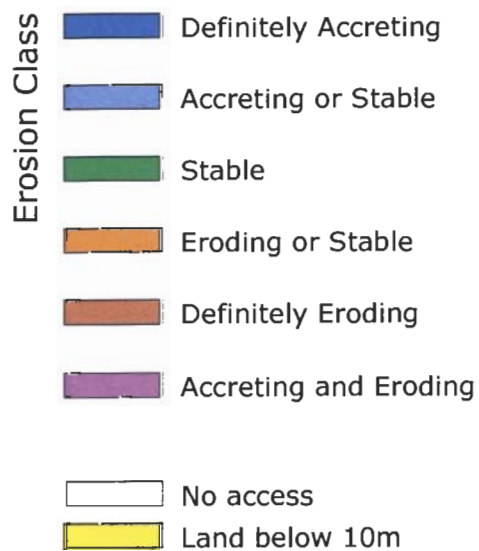 Erosion Class
Definitely Accreting
Accreting or Stable
Stable
Eroding or Stable
Definitely Eroding
Accreting and Eroding
No access
Land below 10m